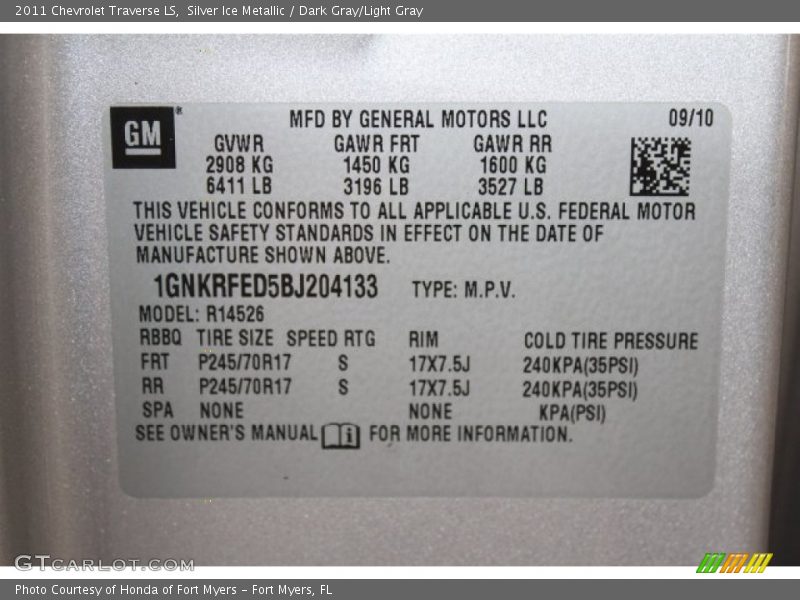 2011 Chevrolet Traverse LS,  Silver Ice Metallic / Dark Gray/Light Gray
GM
MFD BY GENERAL MOTORS LLC 09/10
GVWR GAWR FRT GAWR RR
2908 KG 1450 KG 1600 KG
6411 LB 3196 LB 3527 LB
THIS VEHICLE CONFORMS TO ALL APPLICABLE U.S. FEDERAL MOTOR
VEHICLE SAFETY STANDARDS IN EFFECT ON THE DATE OF
MANUFACTURE SHOWN ABOVE.
1GNKRFED5BJ204133 TYPE: M.P.V.
MODEL: R14526
RBBQ TIRE SIZE SPEED RTG RIM COLD TIRE PRESSURE
FRT P245/70R17 S 17X7.5J 240KPA(35PSI)
RR P245/70R17 S 17X7.5J 240KPA(35PSI)
SPA NONE NONE KPA(PSI)
SEE OWNER'S MANUAL FOR MORE INFORMATION.
GTCARLOT.COM
Photo Courtesy of Honda of Fort Myers - Fort Myers, FL